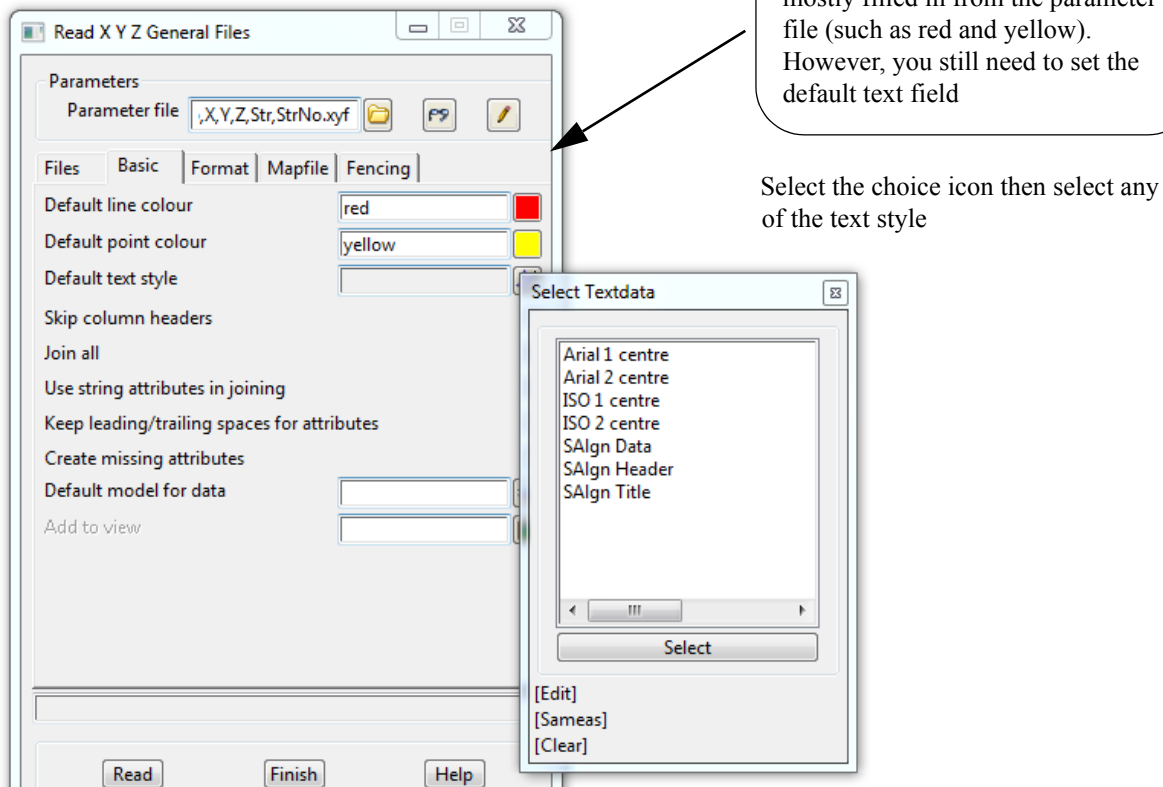 Read X Y Z General Files
Parameters
Parameter file
,X,Y,Z,Str,StrNo.xyf
Files Basic Format Mapfile Fencing
Default line colour red
Default point colour yellow
Default text style
Skip column headers
Join all
Use string attributes in joining
Keep leading/trailing spaces for attributes
Create missing attributes
Default model for data
Add to view
Read Finish Help
mostly filled in from the parameter
file (such as red and yellow).
However, you still need to set the
default text field
Select the choice icon then select any
of the text style
Select Textdata
Arial 1 centre
Arial 2 centre
ISO 1 centre
ISO 2 centre
SAlgn Data
SAlgn Header
SAlgn Title
Select
[Edit]
[Sameas]
[Clear]